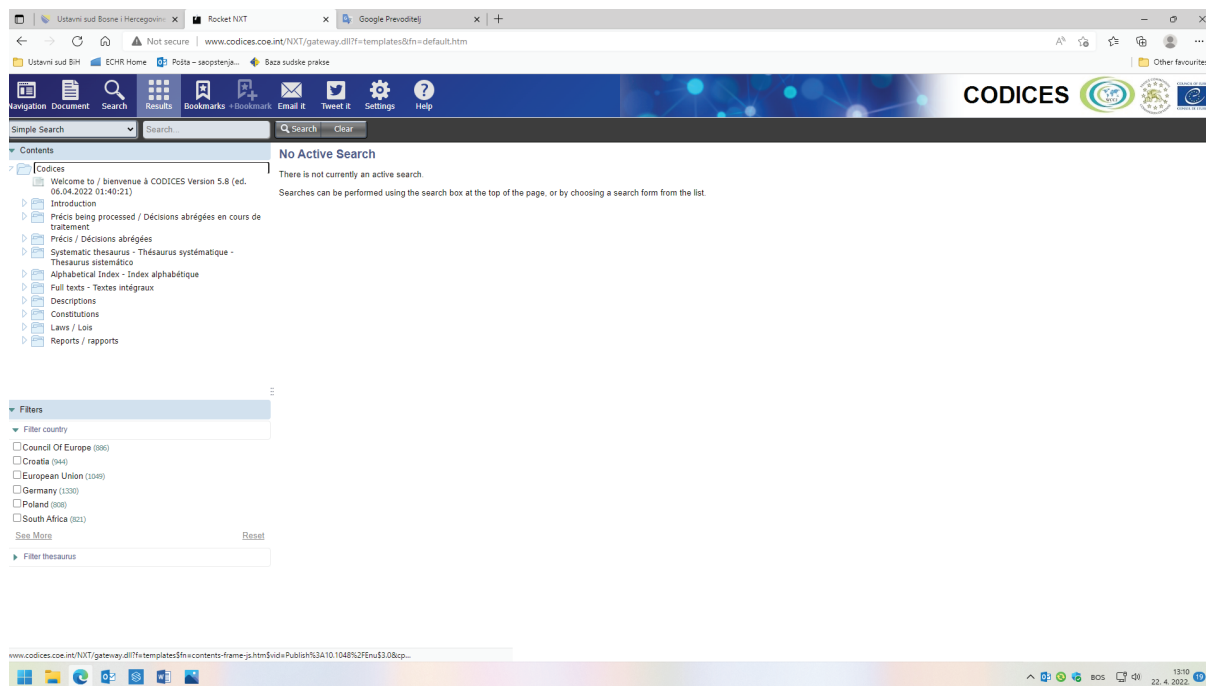 Ustavni sud Bosne i Hercegovine
Rocket NXT
Google Prevoditelj
Not secure | www.codices.coe.int/NXT/gateway.dll?f=templates&fn=default.htm
Ustavni sud BiH
ECHR Home
Pošta – saopstenja...
Baza sudske prakse
Other favourites
Navigation Document Search Results Bookmarks +Bookmark Email it Tweet it Settings Help
CODICES
Simple Search
Search...
Search
Clear
Contents
Codices
Welcome to / bienvenue à CODICES Version 5.8 (ed.
06.04.2022 01:40:21)
Introduction
Précis being processed / Décisions abrégées en cours de
traitement
Précis / Décisions abrégées
Systematic thesaurus - Thésaurus systématique -
Thesaurus sistemático
Alphabetical Index - Index alphabétique
Full texts - Textes intégraux
Descriptions
Constitutions
Laws / Lois
Reports / rapports
No Active Search
There is not currently an active search.
Searches can be performed using the search box at the top of the page, or by choosing a search form from the list.
Filters
Filter country
Council Of Europe (886)
Croatia (944)
European Union (1049)
Germany (1330)
Poland (808)
South Africa (821)
See More
Reset
Filter thesaurus
www.codices.coe.int/NXT/gateway.dll?f=templates$fn=contents-frame-js.htm$vid=Publish%3A10.1048%2FEnu$3.0&cp...
BOS
13:10
22. 4. 2022.
19